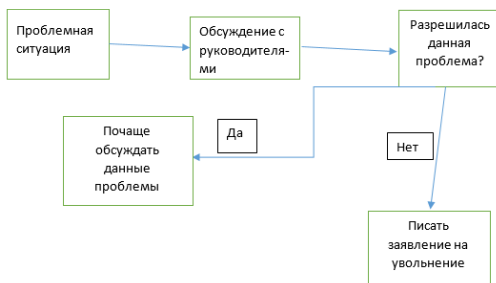 Проблемная
ситуация
Обсуждение с
руководителя-
ми
Разрешилась
данная
проблема?
Почаще
обсуждать
данные
проблемы
Да
Нет
Писать
заявление на
увольнение